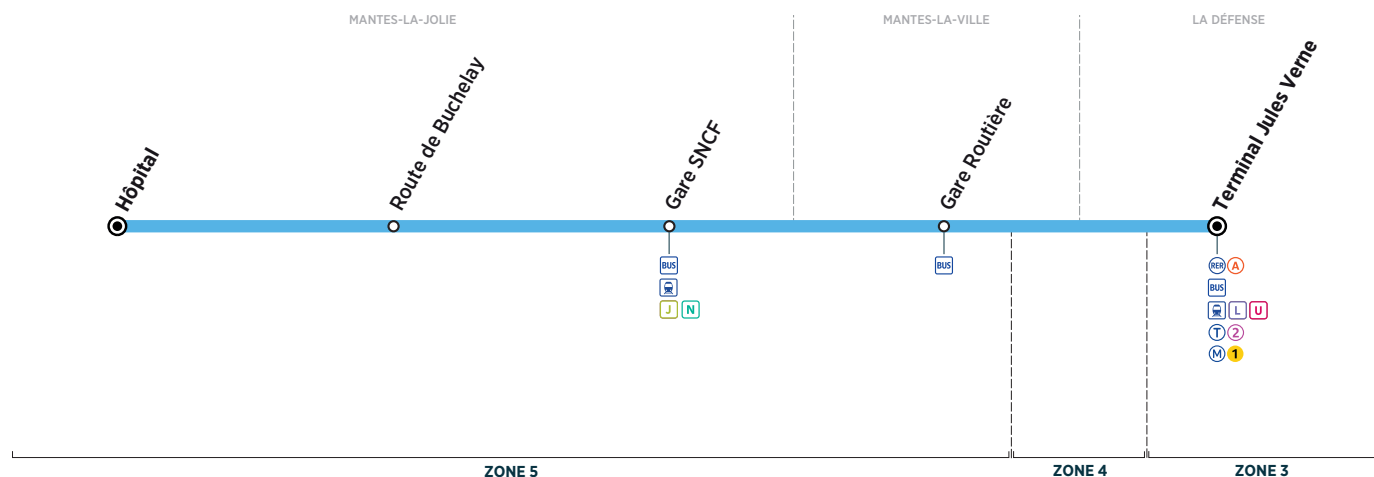 MANTES-LA-JOLIE
MANTES-LA-VILLE
LA DÉFENSE
Hôpital
Route de Buchelay
Gare SNCF
Gare Routière
Terminal Jules Verne
BUS
J N
BUS
RER A
BUS
L U
T 2
M 1
ZONE 5
ZONE 4
ZONE 3